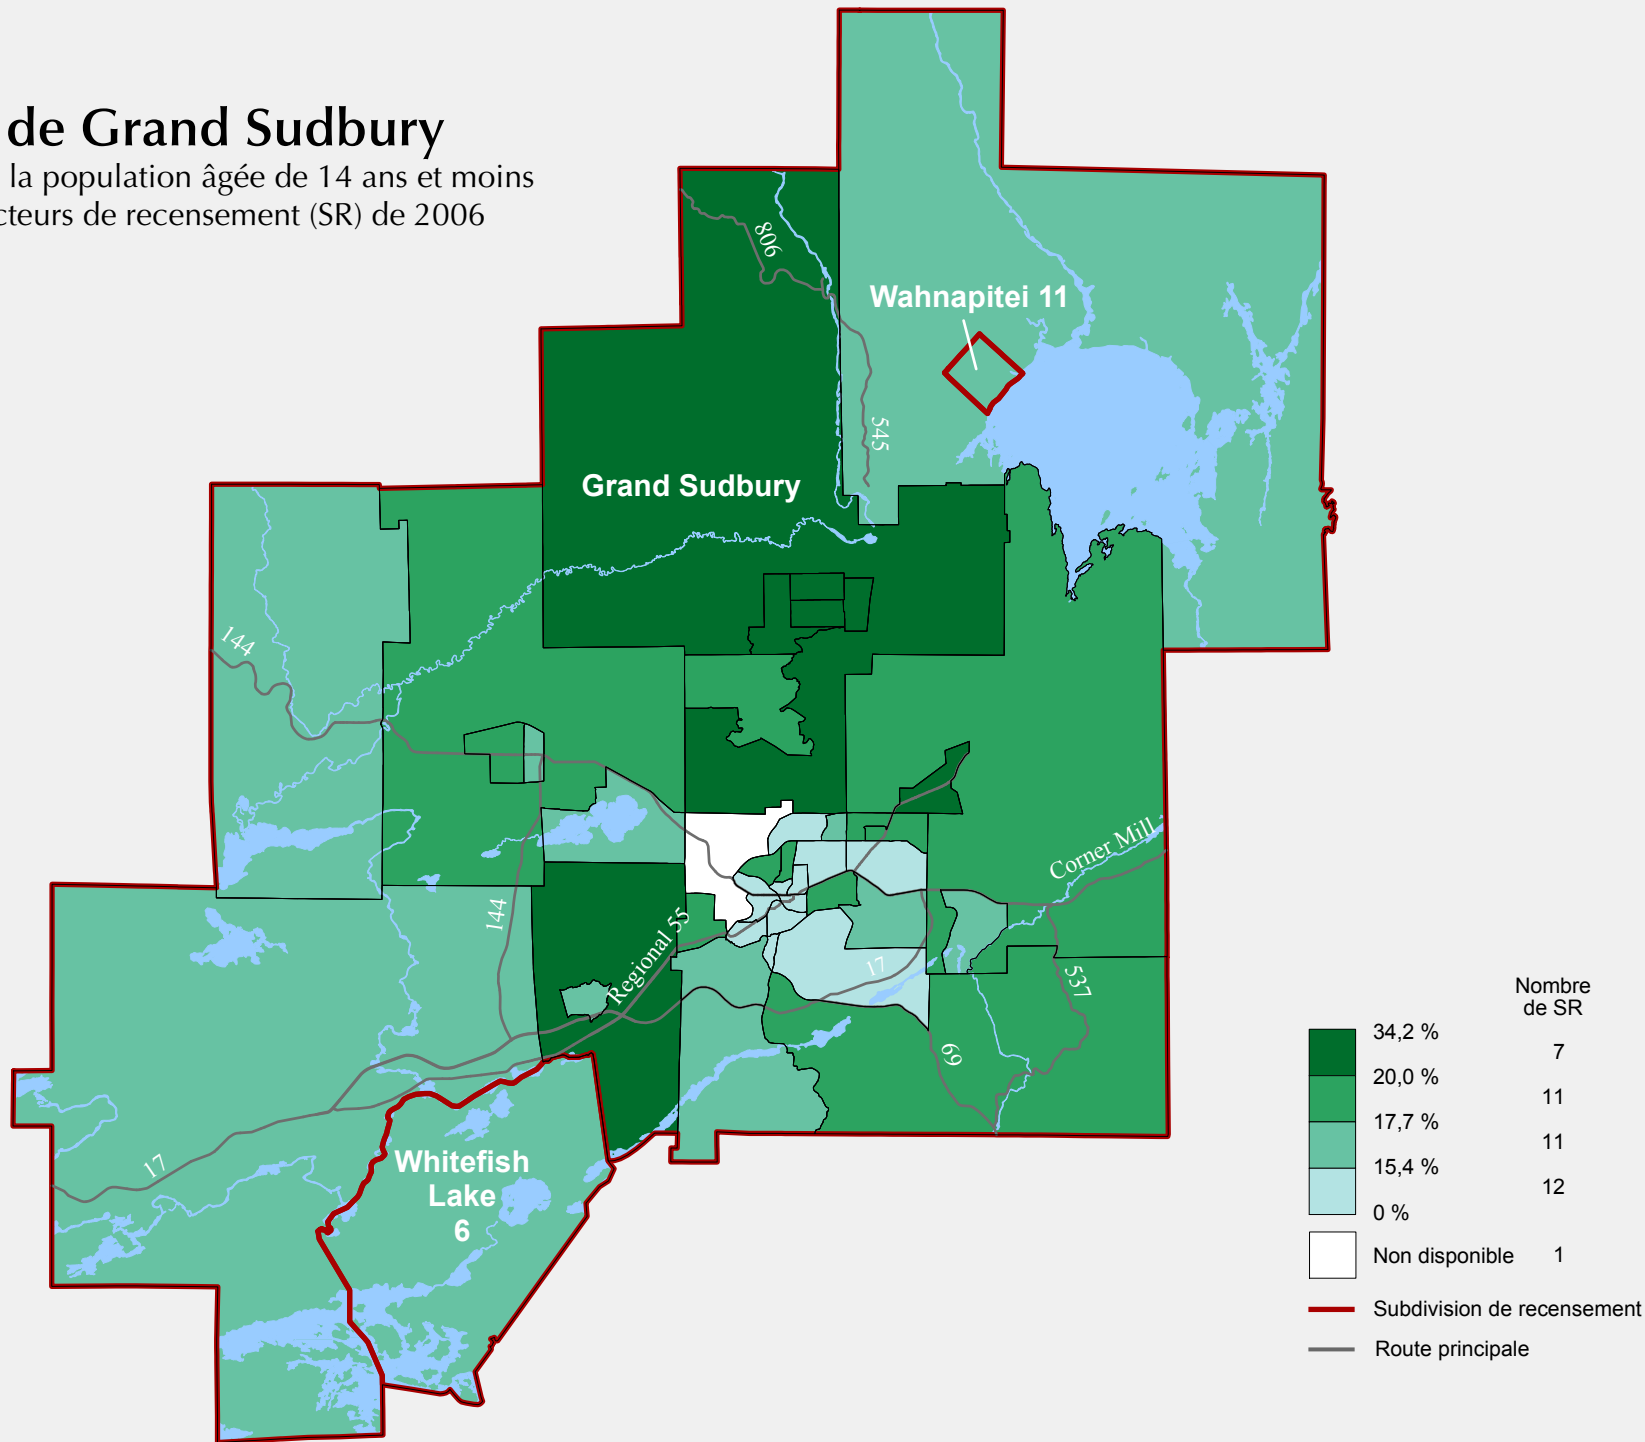 de Grand Sudbury
la population âgée de 14 ans et moins
cteurs de recensement (SR) de 2006
806
Wahnapitei 11
545
Grand Sudbury
144
Corner Mill
144
Regional 55
17
537
69
17
Whitefish
Lake
6
Nombre
de SR
34,2 %
7
20,0 %
11
17,7 %
11
15,4 %
12
0 %
Non disponible 1
Subdivision de recensement
Route principale